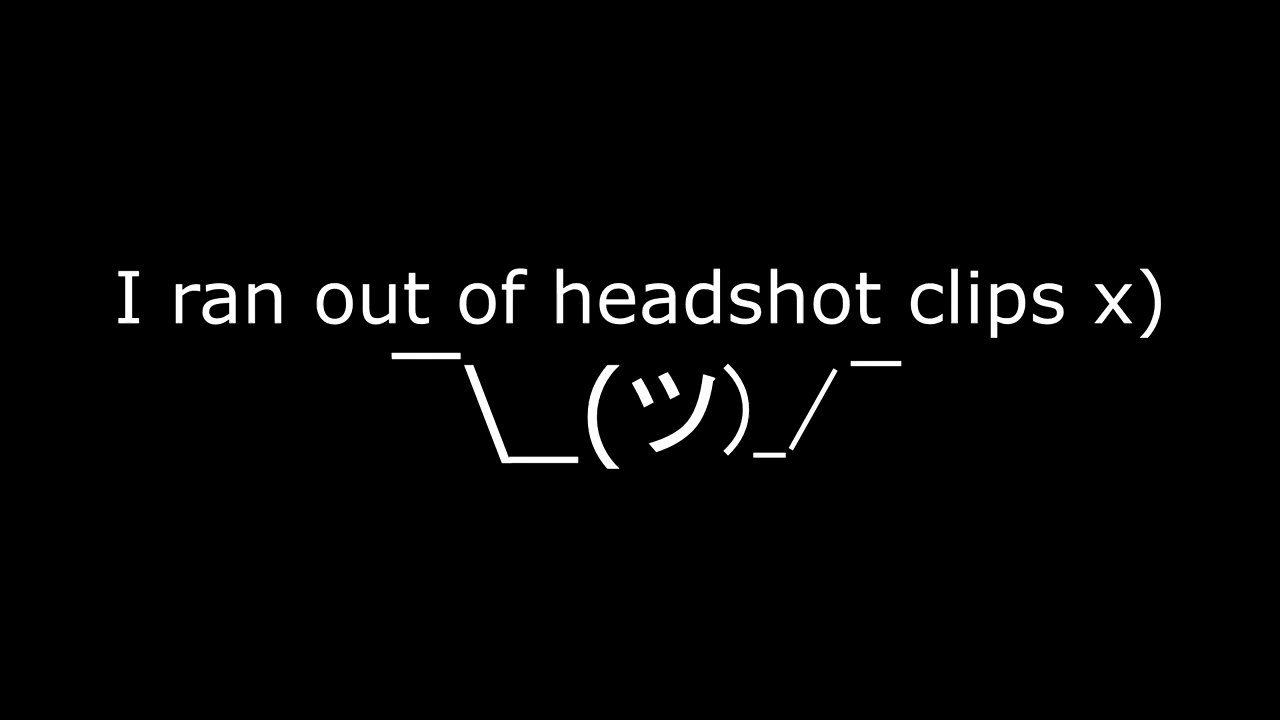 I ran out of headshot clips x)
¯\_(ツ)_/¯